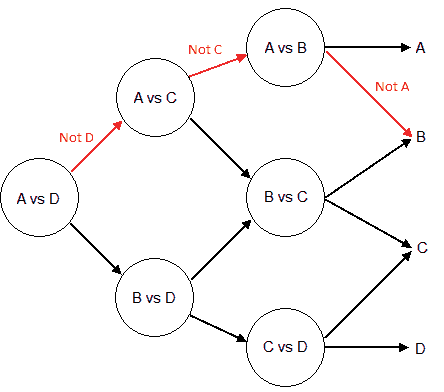 Not C
A vs B
A
Not A
A vs C
Not D
B
A vs D
B vs C
C
B vs D
C vs D
D